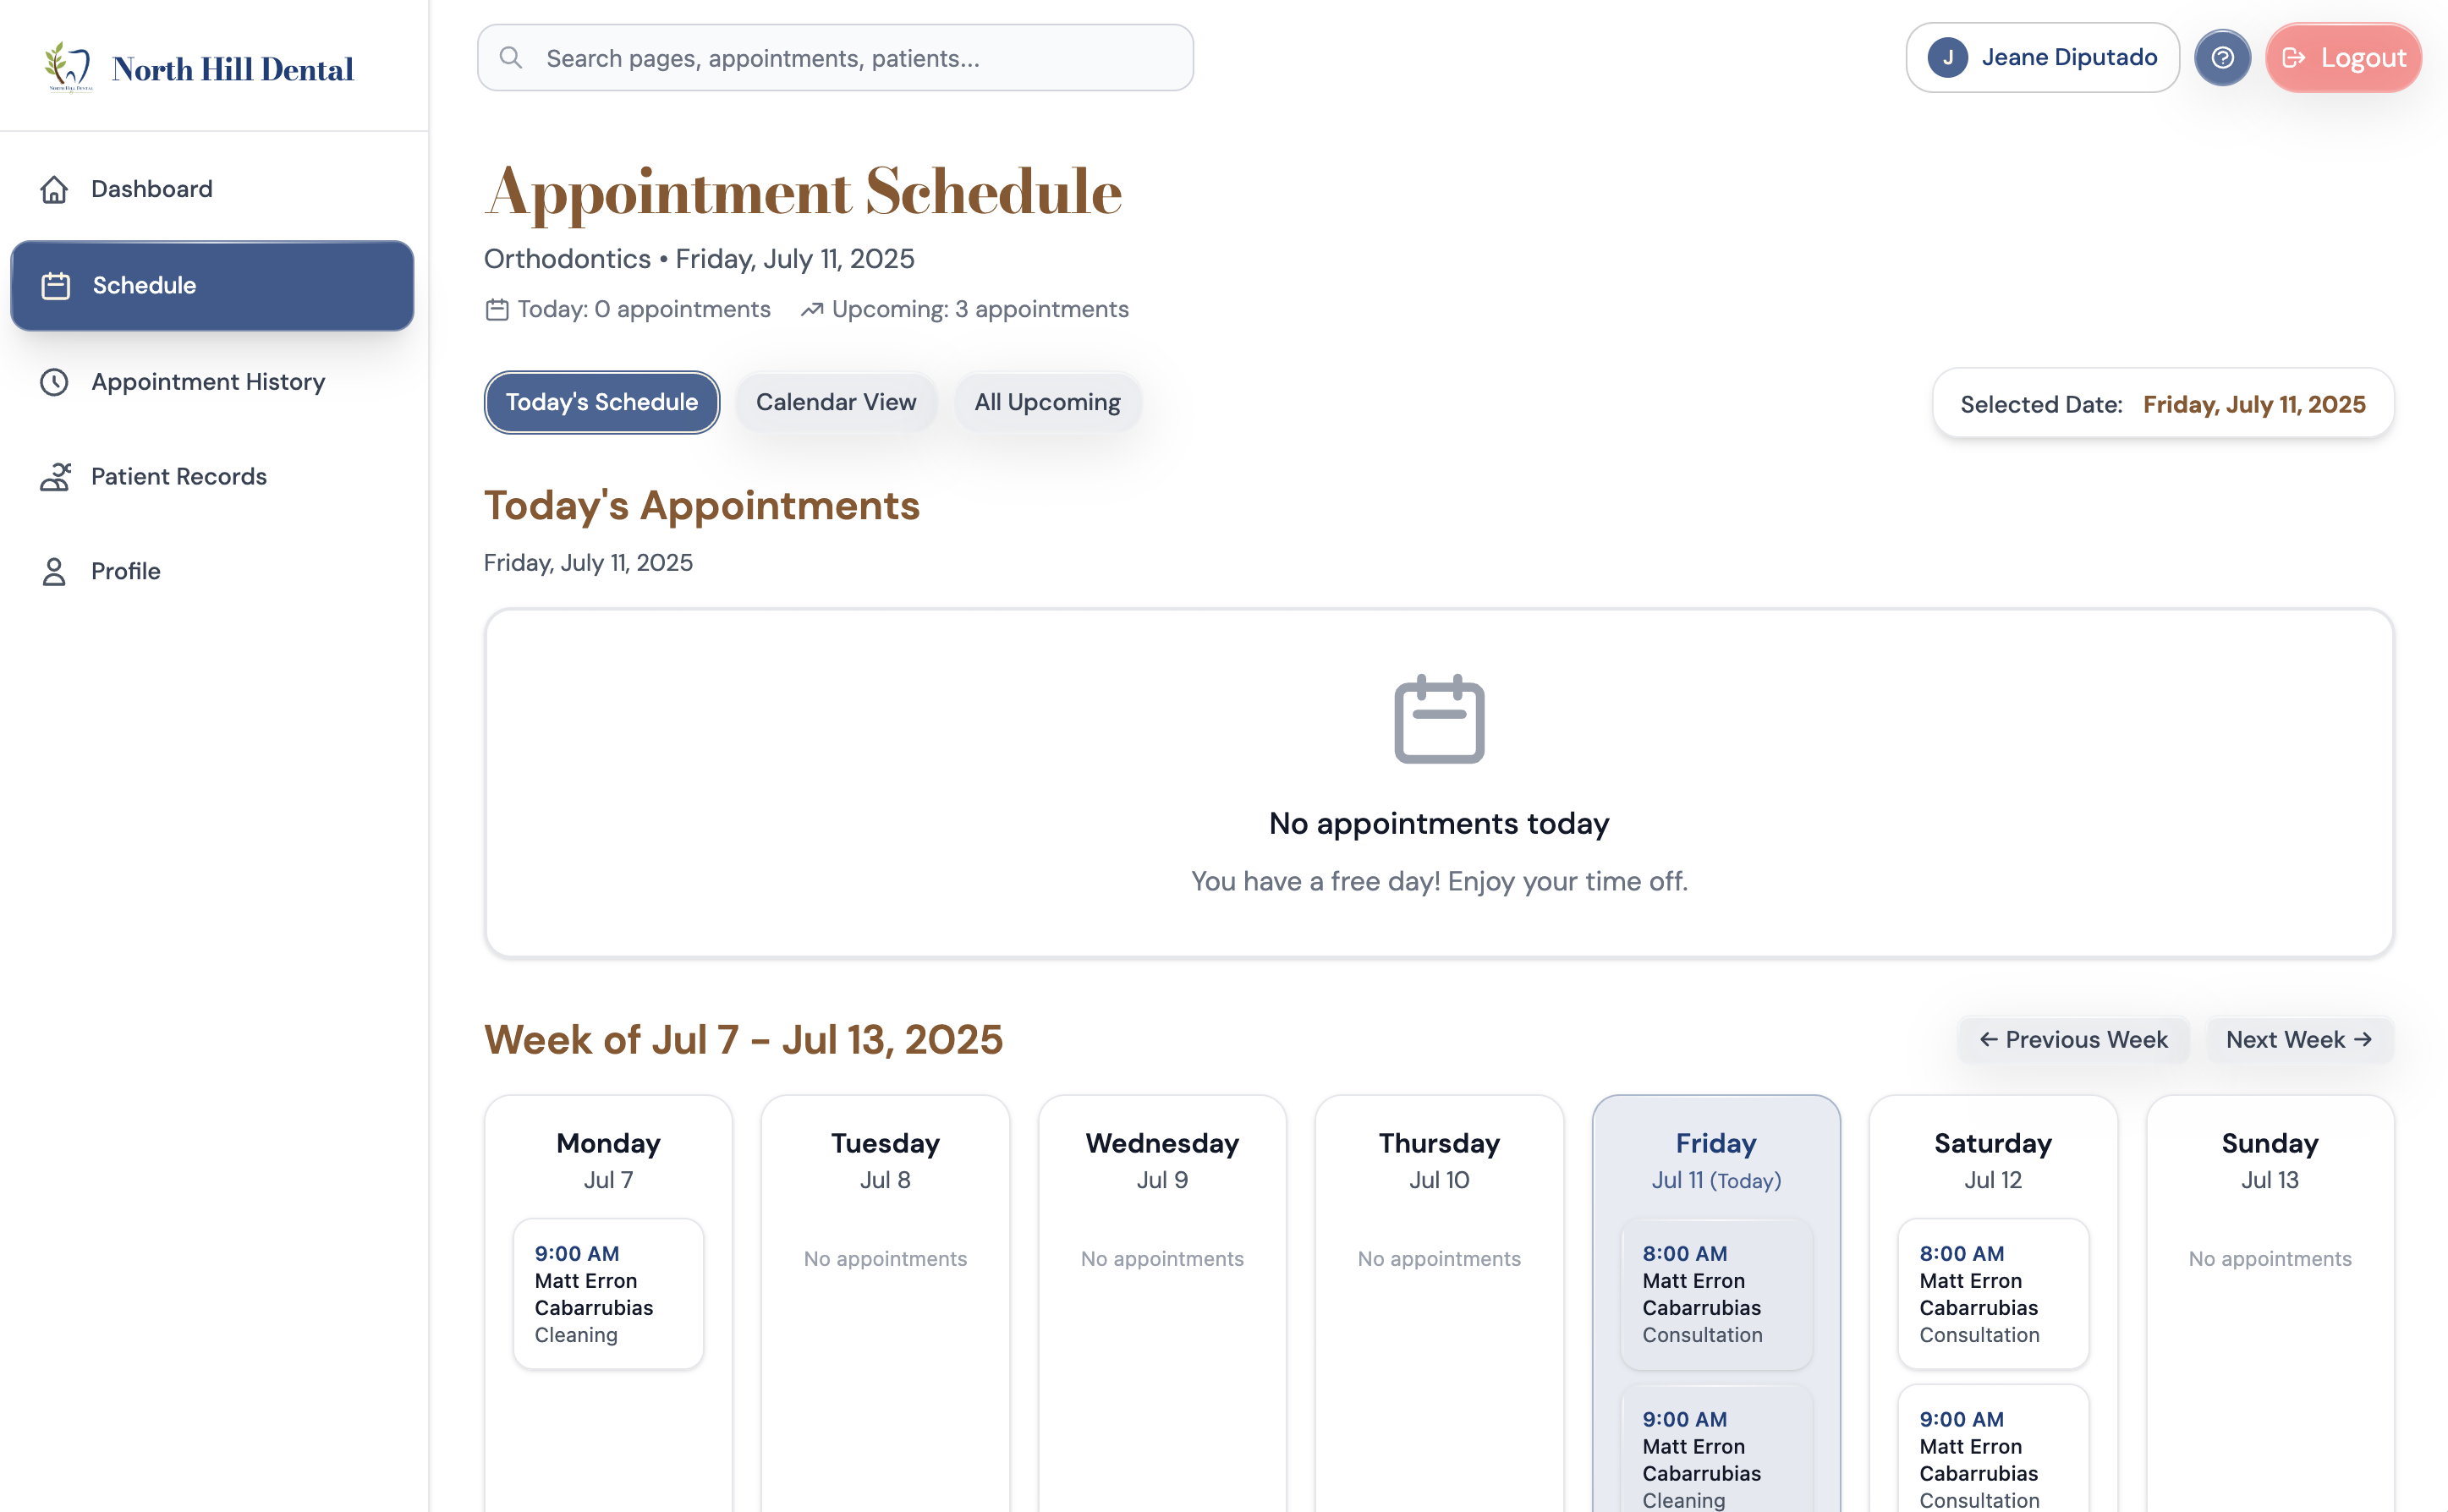 North Hill Dental
North Hill Dental
Search pages, appointments, patients...
J
Jeane Diputado
Logout
Dashboard
Schedule
Appointment History
Patient Records
Profile
Appointment Schedule
Orthodontics • Friday, July 11, 2025
Today: 0 appointments
Upcoming: 3 appointments
Today's Schedule
Calendar View
All Upcoming
Selected Date: Friday, July 11, 2025
Today's Appointments
Friday, July 11, 2025
No appointments today
You have a free day! Enjoy your time off.
Week of Jul 7 – Jul 13, 2025
← Previous Week
Next Week →
Monday
Jul 7
9:00 AM
Matt Erron
Cabarrubias
Cleaning
Tuesday
Jul 8
No appointments
Wednesday
Jul 9
No appointments
Thursday
Jul 10
No appointments
Friday
Jul 11 (Today)
8:00 AM
Matt Erron
Cabarrubias
Consultation
9:00 AM
Matt Erron
Cabarrubias
Cleaning
Saturday
Jul 12
8:00 AM
Matt Erron
Cabarrubias
Consultation
9:00 AM
Matt Erron
Cabarrubias
Consultation
Sunday
Jul 13
No appointments